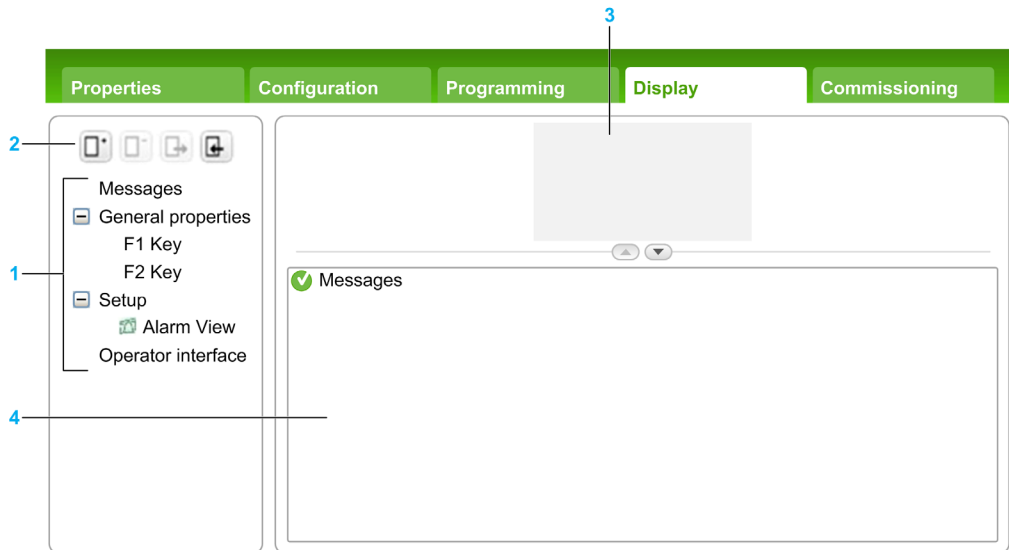 3
Properties
Configuration
Programming
Display
Commissioning
2
Messages
General properties
F1 Key
F2 Key
1
Setup
Alarm View
Operator interface
Messages
4